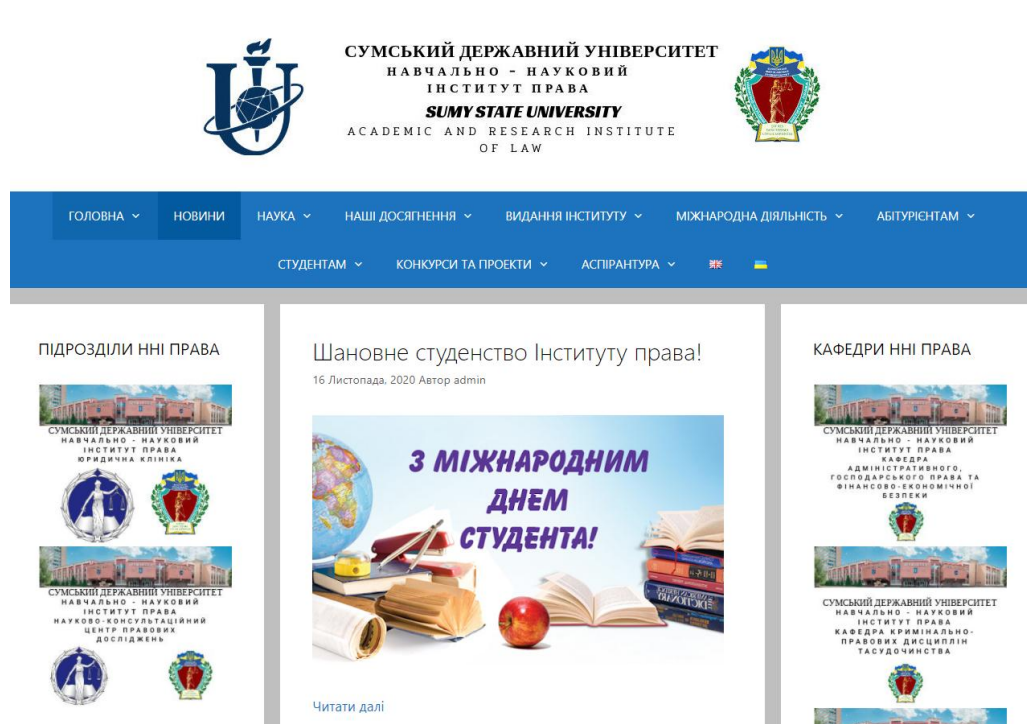 СУМСЬКИЙ ДЕРЖАВНИЙ УНІВЕРСИТЕТ
НАВЧАЛЬНО - НАУКОВИЙ
ІНСТИТУТ ПРАВА
SUMY STATE UNIVERSITY
ACADEMIC AND RESEARCH INSTITUTE
OF LAW
ГОЛОВНА НОВИНИ НАУКА НАШІ ДОСЯГНЕННЯ ВИДАННЯ ІНСТИТУТУ МІЖНАРОДНА ДІЯЛЬНІСТЬ АБІТУРІЄНТАМ
СТУДЕНТАМ КОНКУРСИ ТА ПРОЕКТИ АСПІРАНТУРА
ПІДРОЗДІЛИ ННІ ПРАВА
СУМСЬКИЙ ДЕРЖАВНИЙ УНІВЕРСИТЕТ
НАВЧАЛЬНО - НАУКОВИЙ
ІНСТИТУТ ПРАВА
ЮРИДИЧНА КЛІНІКА
СУМСЬКИЙ ДЕРЖАВНИЙ УНІВЕРСИТЕТ
НАВЧАЛЬНО - НАУКОВИЙ
ІНСТИТУТ ПРАВА
НАУКОВО-КОНСУЛЬТАЦІЙНИЙ
ЦЕНТР ПРАВОВИХ
ДОСЛІДЖЕНЬ
Шановне студенство Інституту права!
16 Листопада, 2020 Автор admin
З МІЖНАРОДНИМ
ДНЕМ
СТУДЕНТА!
DICTIONARY
Читати далі
КАФЕДРИ ННІ ПРАВА
СУМСЬКИЙ ДЕРЖАВНИЙ УНІВЕРСИТЕТ
НАВЧАЛЬНО - НАУКОВИЙ
ІНСТИТУТ ПРАВА
КАФЕДРА
АДМІНІСТРАТИВНОГО,
ГОСПОДАРСЬКОГО ПРАВА ТА
ФІНАНСОВО-ЕКОНОМІЧНОЇ
БЕЗПЕКИ
СУМСЬКИЙ ДЕРЖАВНИЙ УНІВЕРСИТЕТ
НАВЧАЛЬНО - НАУКОВИЙ
ІНСТИТУТ ПРАВА
КАФЕДРА КРИМІНАЛЬНО-
ПРАВОВИХ ДИСЦИПЛІН
ТАСУДОЧИНСТВА